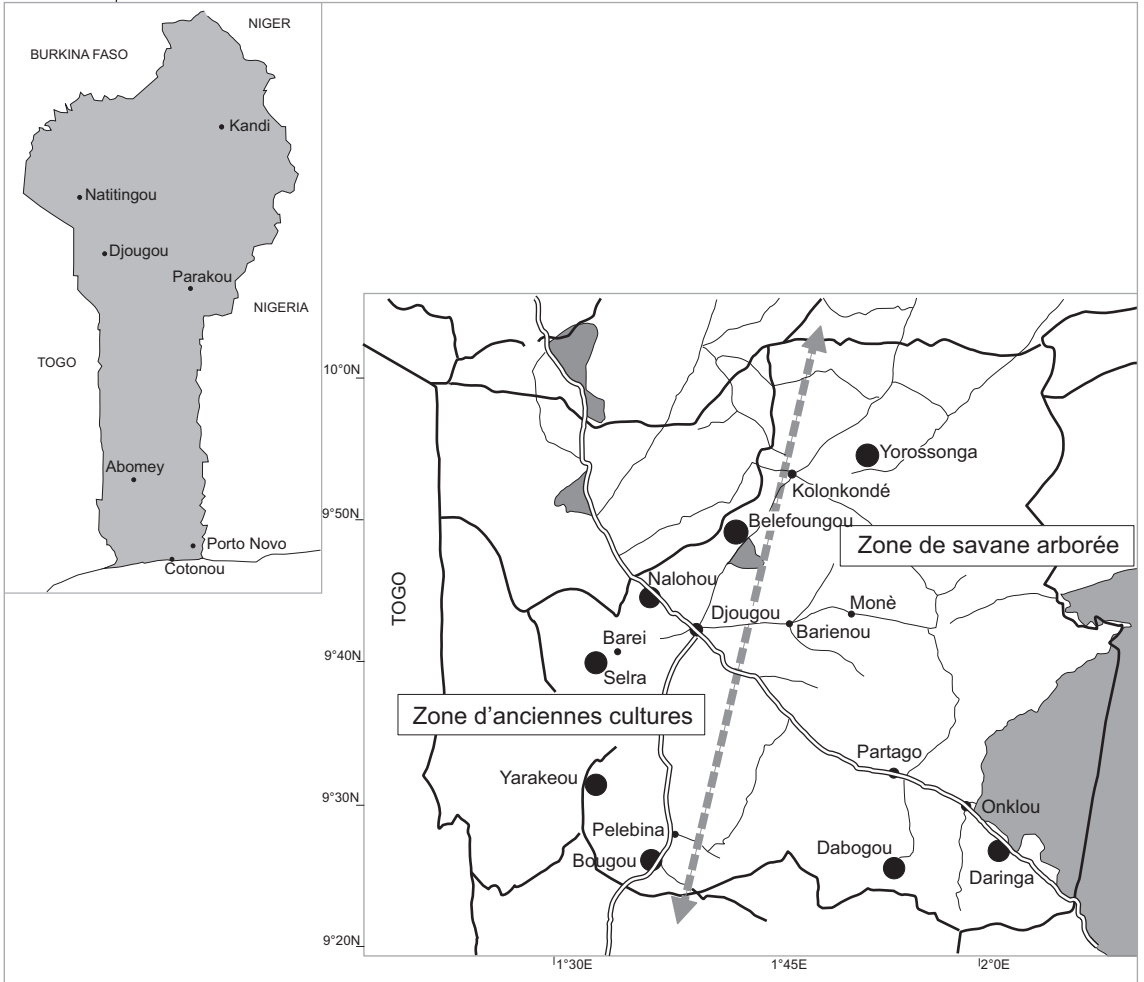 NIGER
BURKINA FASO
Kandi
Natitingou
Djougou
Parakou
NIGERIA
TOGO
Abomey
Porto Novo
Cotonou
10°0N
9°50N
9°40N
9°30N
9°20N
1°30E
1°45E
2°0E
TOGO
Yorossonga
Kolonkondé
Belefoungou
Zone de savane arborée
Nalohou
Djougou
Monè
Barienou
Barei
Selra
Zone d'anciennes cultures
Partago
Yarakeou
Onklou
Pelebina
Dabogou
Bougou
Daringa